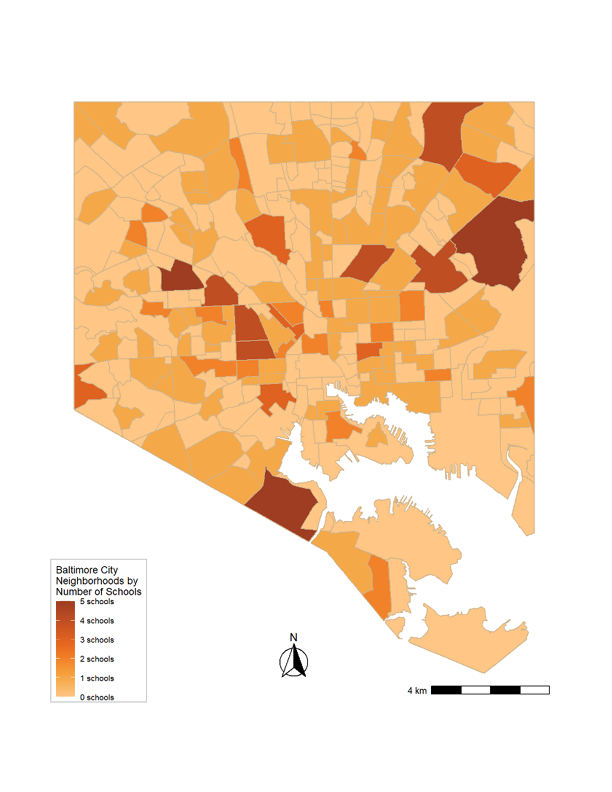 Baltimore City
Neighborhoods by
Number of Schools
5 schools
4 schools
3 schools
2 schools
1 schools
0 schools
N
4 km